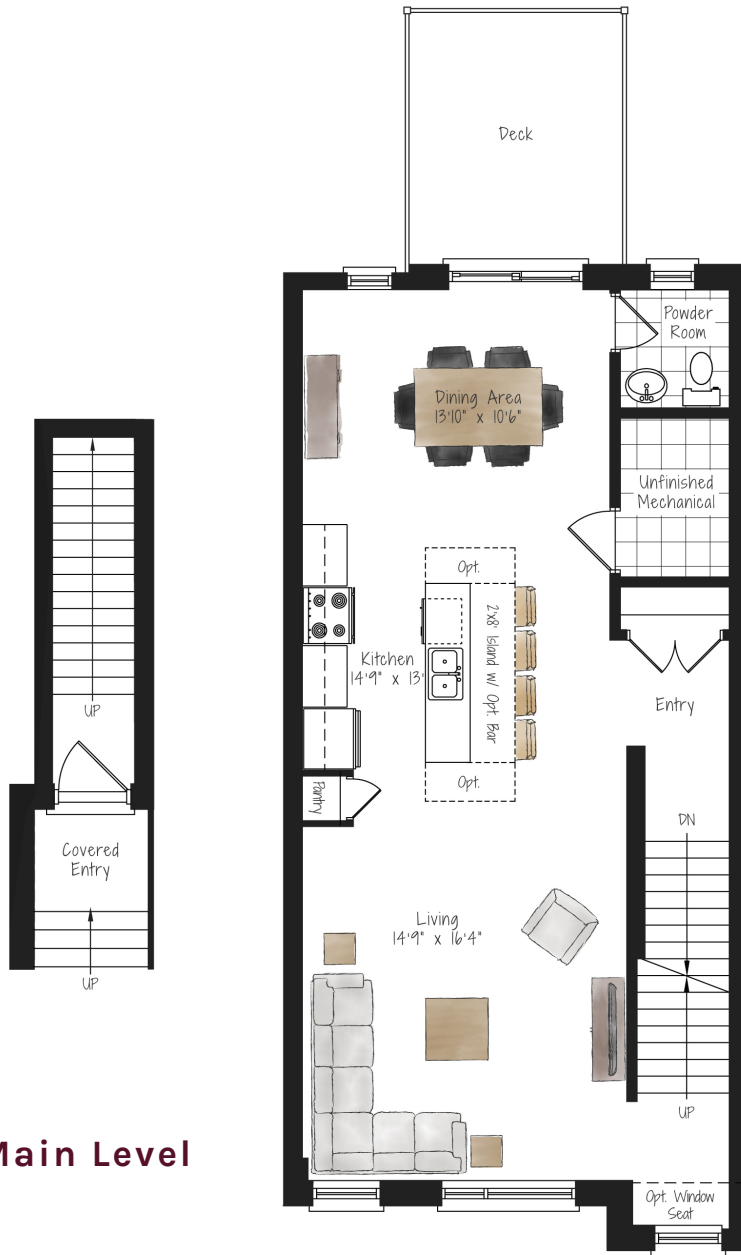 Deck
Powder
Room
Dining Area
13'10" x 10'6"
Unfinished
Mechanical
Opt.
2'x8' Island w/ Opt. Bar
Kitchen
14'9" x 13'
Opt.
Pantry
Entry
DN
Living
14'9" x 16'4"
UP
Opt. Window
Seat
UP
Covered
Entry
UP
Main Level